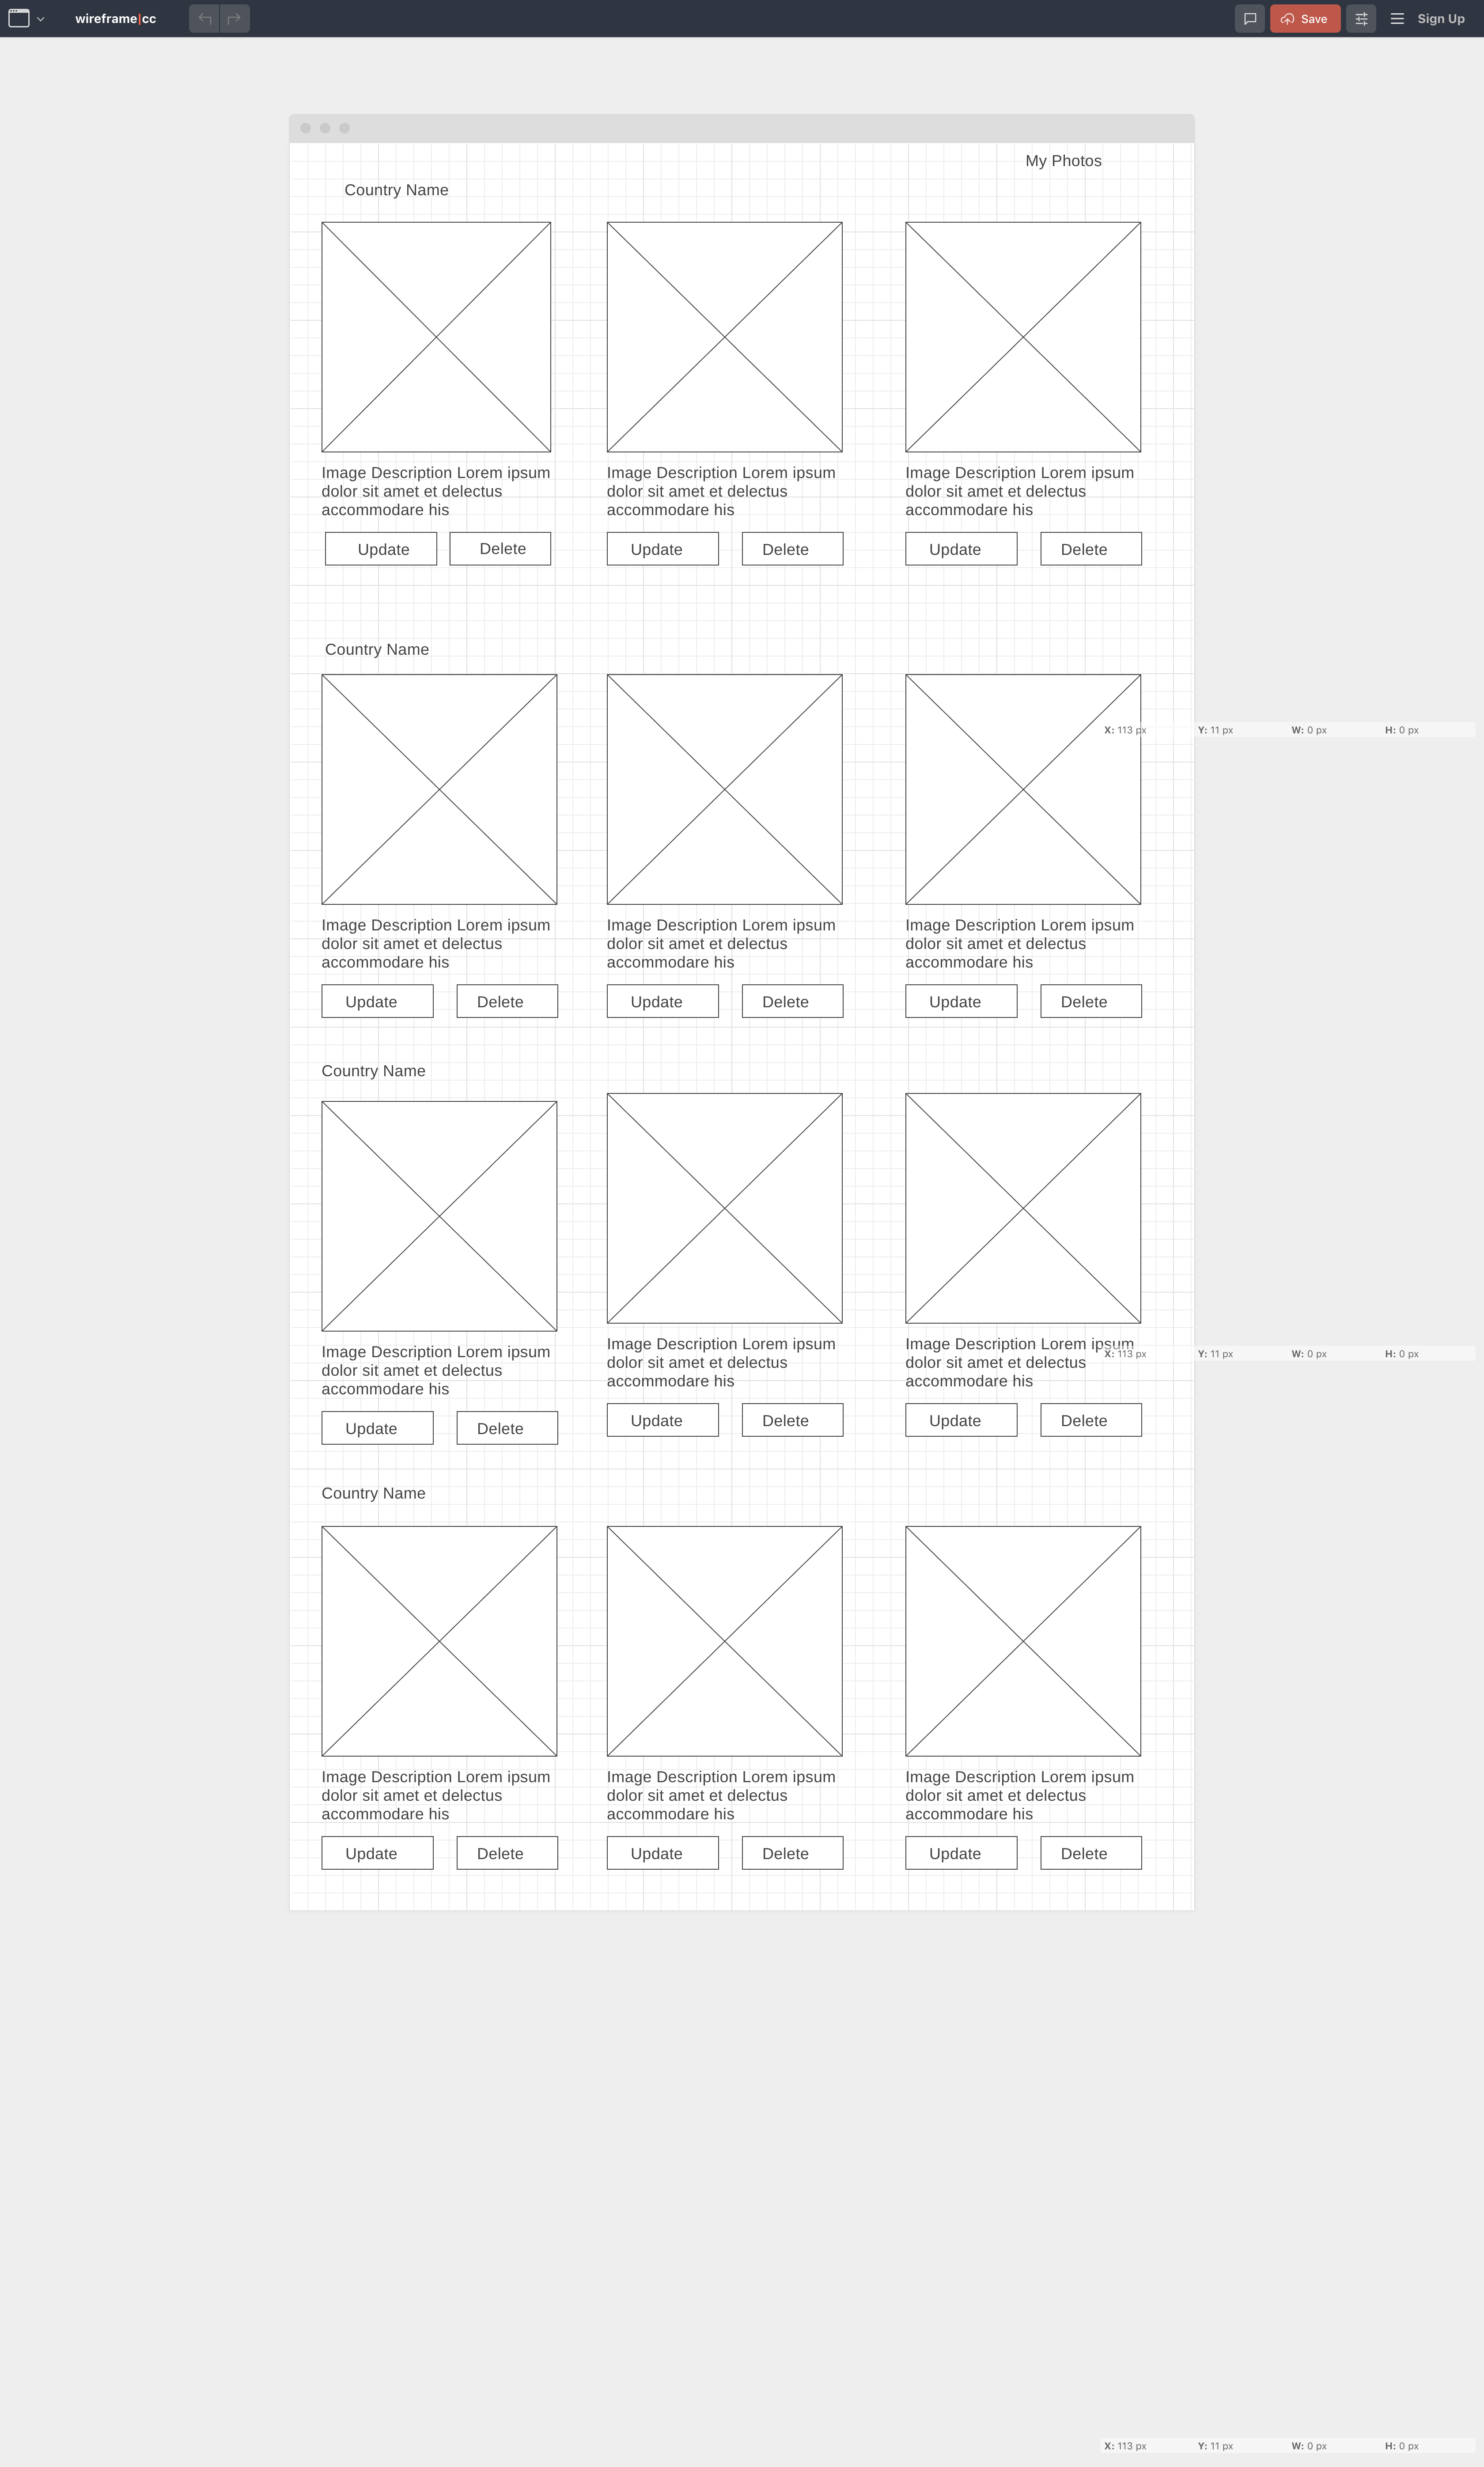 wireframe|cc
Save
Sign Up
My Photos
Country Name
Image Description Lorem ipsum
dolor sit amet et delectus
accommodare his
Image Description Lorem ipsum
dolor sit amet et delectus
accommodare his
Image Description Lorem ipsum
dolor sit amet et delectus
accommodare his
Update
Delete
Update
Delete
Update
Delete
Country Name
X: 113 px Y: 11 px W: 0 px H: 0 px
Image Description Lorem ipsum
dolor sit amet et delectus
accommodare his
Image Description Lorem ipsum
dolor sit amet et delectus
accommodare his
Image Description Lorem ipsum
dolor sit amet et delectus
accommodare his
Update
Delete
Update
Delete
Update
Delete
Country Name
Image Description Lorem ipsum
dolor sit amet et delectus
accommodare his
Image Description Lorem ipsum
dolor sit amet et delectus
accommodare his
Image Description Lorem ipsum
dolor sit amet et delectus
accommodare his
X: 113 px Y: 11 px W: 0 px H: 0 px
Update
Delete
Update
Delete
Update
Delete
Country Name
Image Description Lorem ipsum
dolor sit amet et delectus
accommodare his
Image Description Lorem ipsum
dolor sit amet et delectus
accommodare his
Image Description Lorem ipsum
dolor sit amet et delectus
accommodare his
Update
Delete
Update
Delete
Update
Delete
X: 113 px Y: 11 px W: 0 px H: 0 px